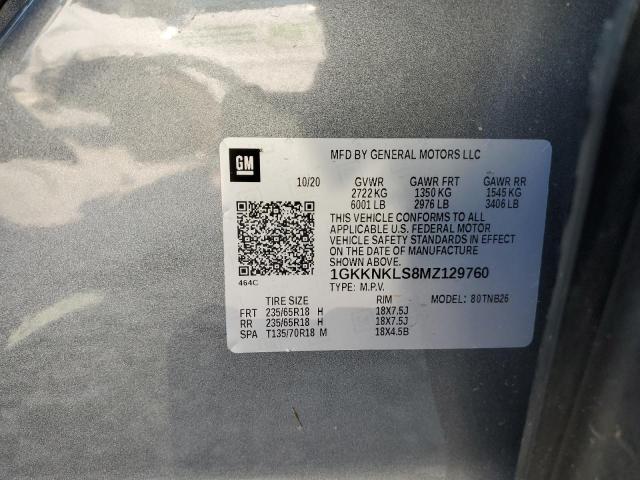 GM
MFD BY GENERAL MOTORS LLC
10/20 GVWR GAWR FRT GAWR RR
2722 KG 1350 KG 1545 KG
6001 LB 2976 LB 3406 LB
THIS VEHICLE CONFORMS TO ALL
APPLICABLE U.S. FEDERAL MOTOR
VEHICLE SAFETY STANDARDS IN EFFECT
ON THE DATE OF MANUFACTURE
SHOWN ABOVE.
1GKKNKLS8MZ129760
464C TYPE: M.P.V.
TIRE SIZE RIM MODEL: 80TNB26
FRT 235/65R18 H 18X7.5J
RR 235/65R18 H 18X7.5J
SPA T135/70R18 M 18X4.5B